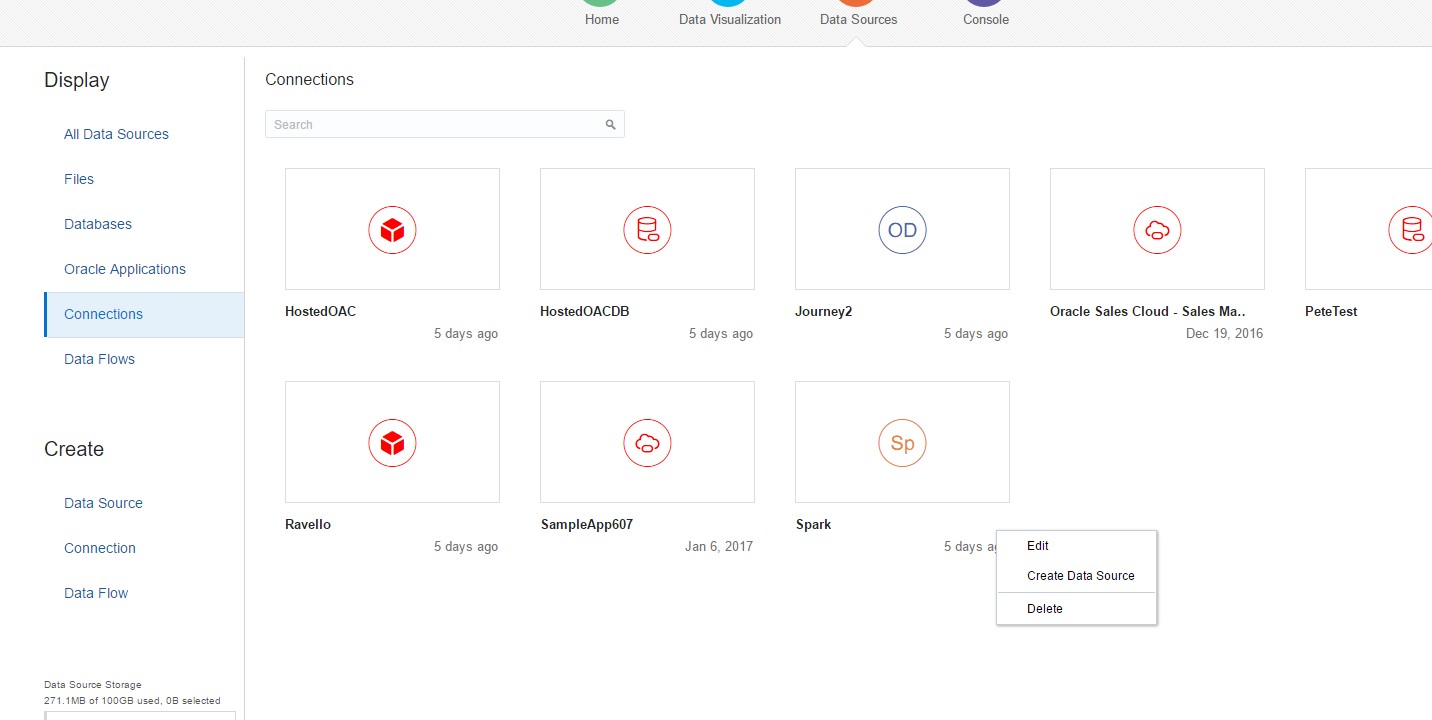 Home
Data Visualization
Data Sources
Console
Display
All Data Sources
Files
Databases
Oracle Applications
Connections
Data Flows
Create
Data Source
Connection
Data Flow
Data Source Storage
271.1MB of 100GB used, 0B selected
Connections
Search
OD
HostedOAC
HostedOACDB
Journey2
Oracle Sales Cloud - Sales Ma..
PeteTest
5 days ago
5 days ago
5 days ago
Dec 19, 2016
Sp
Ravello
SampleApp607
Spark
5 days ago
Jan 6, 2017
5 days ag
Edit
Create Data Source
Delete